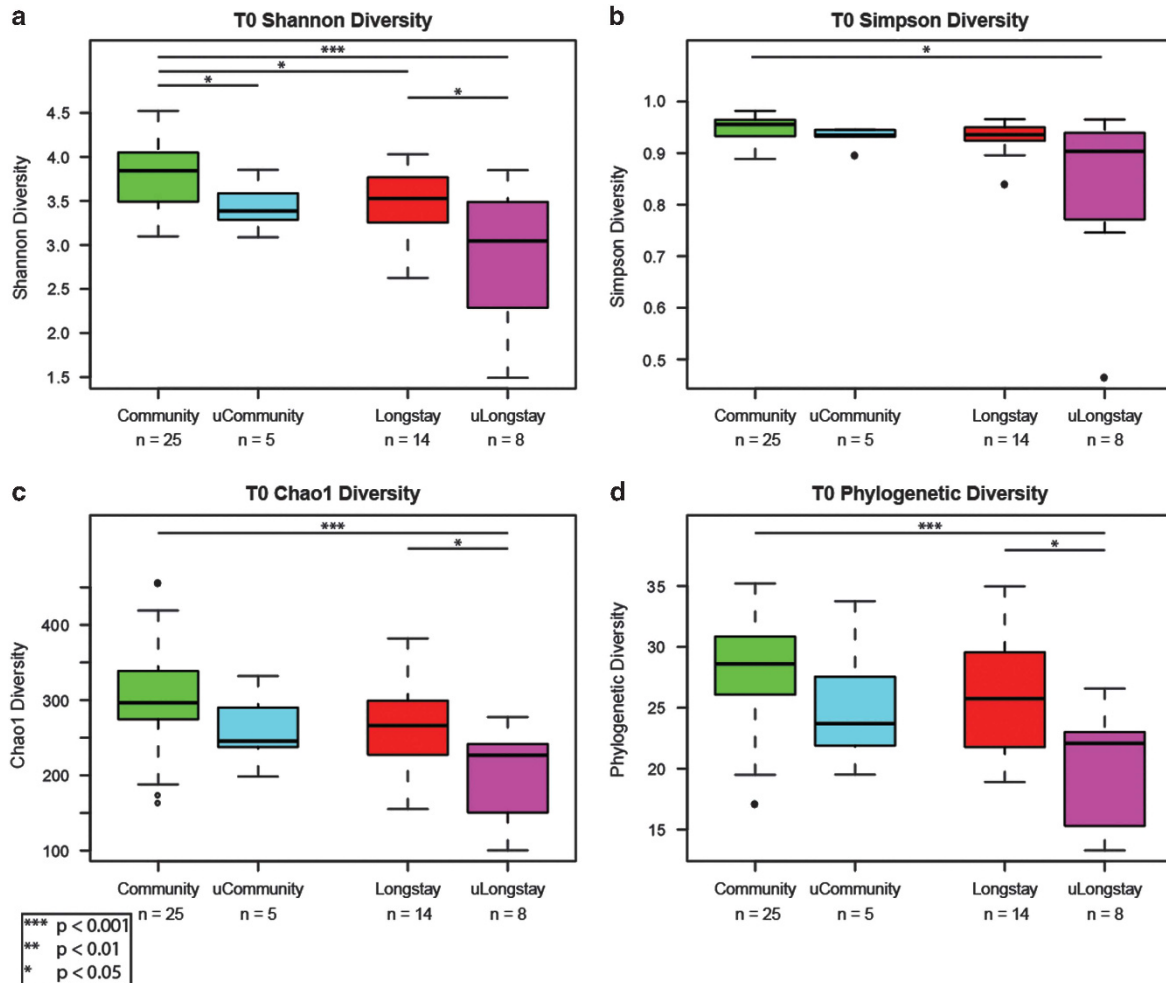 a
T0 Shannon Diversity
***
*
*
*
Shannon Diversity
4.5
4.0
3.5
3.0
2.5
2.0
1.5
Community uCommunity Longstay uLongstay
n = 25 n = 5 n = 14 n = 8
b
T0 Simpson Diversity
*
Simpson Diversity
1.0
0.9
0.8
0.7
0.6
0.5
Community uCommunity Longstay uLongstay
n = 25 n = 5 n = 14 n = 8
c
T0 Chao1 Diversity
***
*
Chao1 Diversity
400
300
200
100
Community uCommunity Longstay uLongstay
n = 25 n = 5 n = 14 n = 8
d
T0 Phylogenetic Diversity
***
*
Phylogenetic Diversity
35
30
25
20
15
Community uCommunity Longstay uLongstay
n = 25 n = 5 n = 14 n = 8
*** p < 0.001
** p < 0.01
* p < 0.05